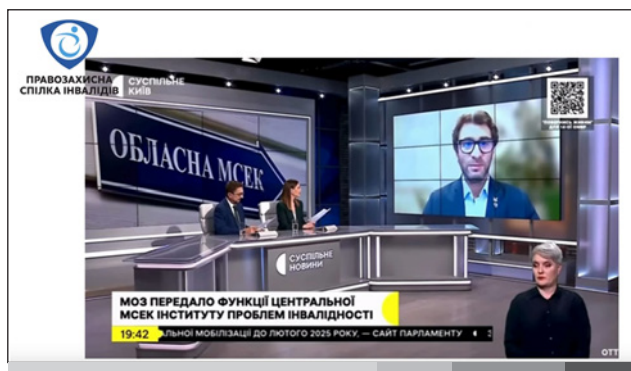 ПРАВОЗАХИСНА
СПІЛКА ІНВАЛІДІВ
СУСПІЛЬНЕ
КИЇВ
ОБЛАСНА МСЕК
СУСПІЛЬНЕ
НОВИНИ
МОЗ ПЕРЕДАЛО ФУНКЦІЇ ЦЕНТРАЛЬНОЇ
МСЕК ІНСТИТУТУ ПРОБЛЕМ ІНВАЛІДНОСТІ
19:42 АЛЬНОЇ МОБІЛІЗАЦІЇ ДО ЛЮТОГО 2025 РОКУ, — САЙТ ПАРЛАМЕНТУ